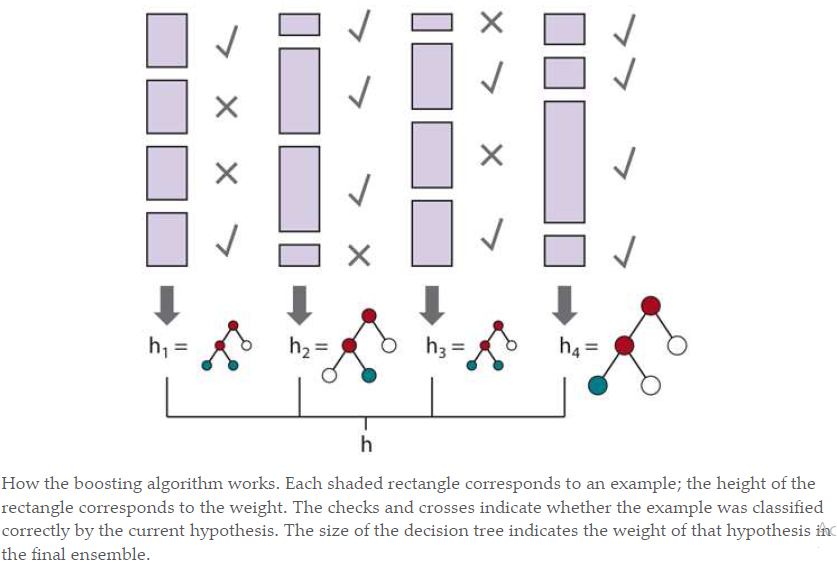 h1 = h2 = h3 = h4 =
h
How the boosting algorithm works. Each shaded rectangle corresponds to an example; the height of the
rectangle corresponds to the weight. The checks and crosses indicate whether the example was classified
correctly by the current hypothesis. The size of the decision tree indicates the weight of that hypothesis in
the final ensemble.